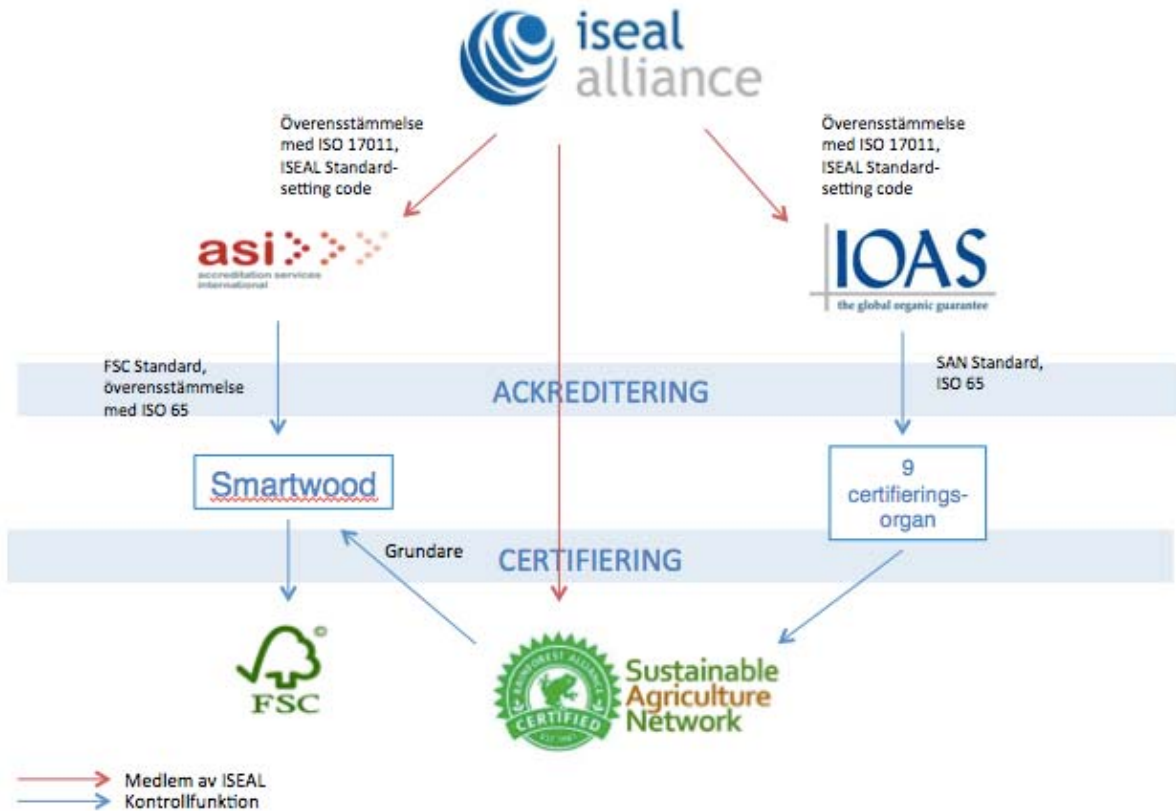 iseal
alliance
Överensstämmelse
med ISO 17011,
ISEAL Standard-
setting code
Överensstämmelse
med ISO 17011,
ISEAL Standard-
setting code
asi
accreditation services
international
IOAS
the global organic guarantee
FSC Standard,
överensstämmelse
med ISO 65
ACKREDITERING
SAN Standard,
ISO 65
Smartwood
9
certifierings-
organ
Grundare
CERTIFIERING
©
FSC
RAINFOREST ALLIANCE
CERTIFIED
Sustainable
Agriculture
Network
Medlem av ISEAL
Kontrollfunktion